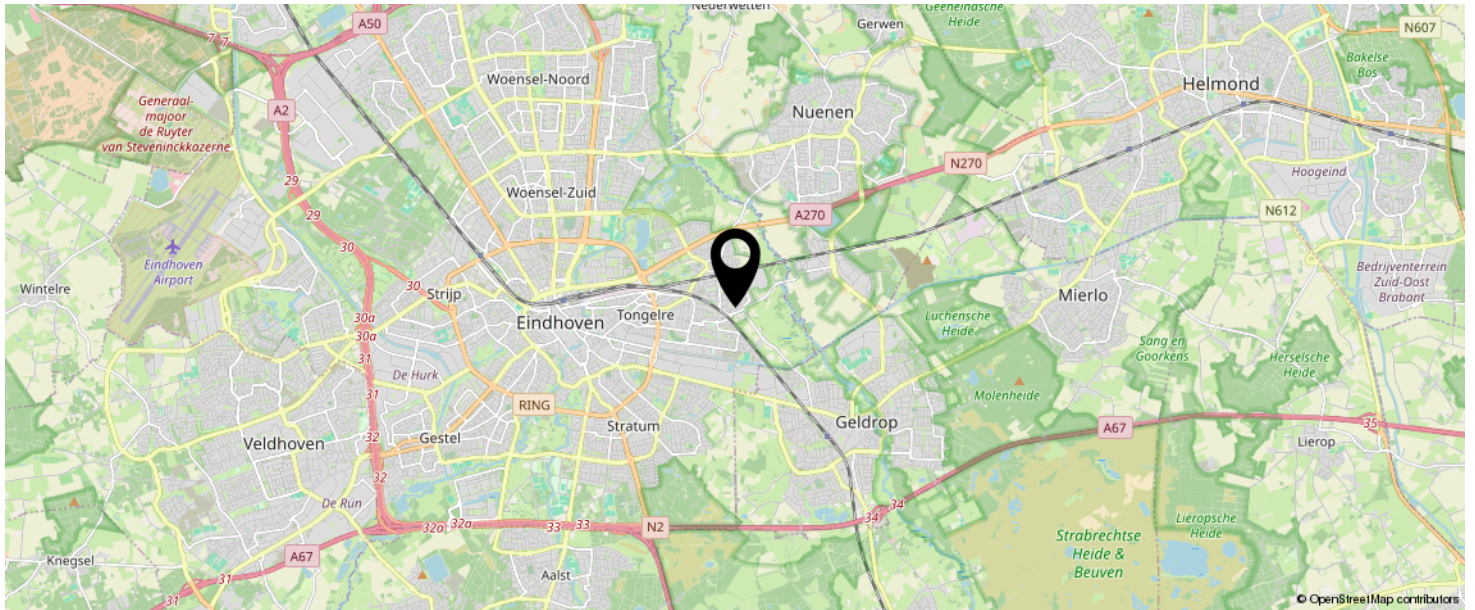 Nederwetten
Geeneindsche
Heide
Gerwen
A50
N607
7
7
Woensel-Noord
Bakelse
Bos
Helmond
Generaal-
majoor
de Ruyter
van Steveninckkazerne
A2
Nuenen
N270
Hoogeind
29
Woensel-Zuid
29
A270
N612
30
Eindhoven
Airport
Wintelre
30
Strijp
Bedrijventerrein
Zuid-Oost
Brabant
Mierlo
30a
30a
Eindhoven
Tongelre
Luchensche
Heide
31
De Hurk
Sang en
Goorkens
Herselsche
Heide
31
Molenheide
RING
Geldrop
35
A67
32
Gestel
Stratum
Veldhoven
Lierop
32
De Run
34
34
32a
32a
33
33
N2
Lieropsche
Heide
Strabrechtse
Heide &
Beuven
A67
Knegsel
31
Aalst
31
© OpenStreetMap contributors